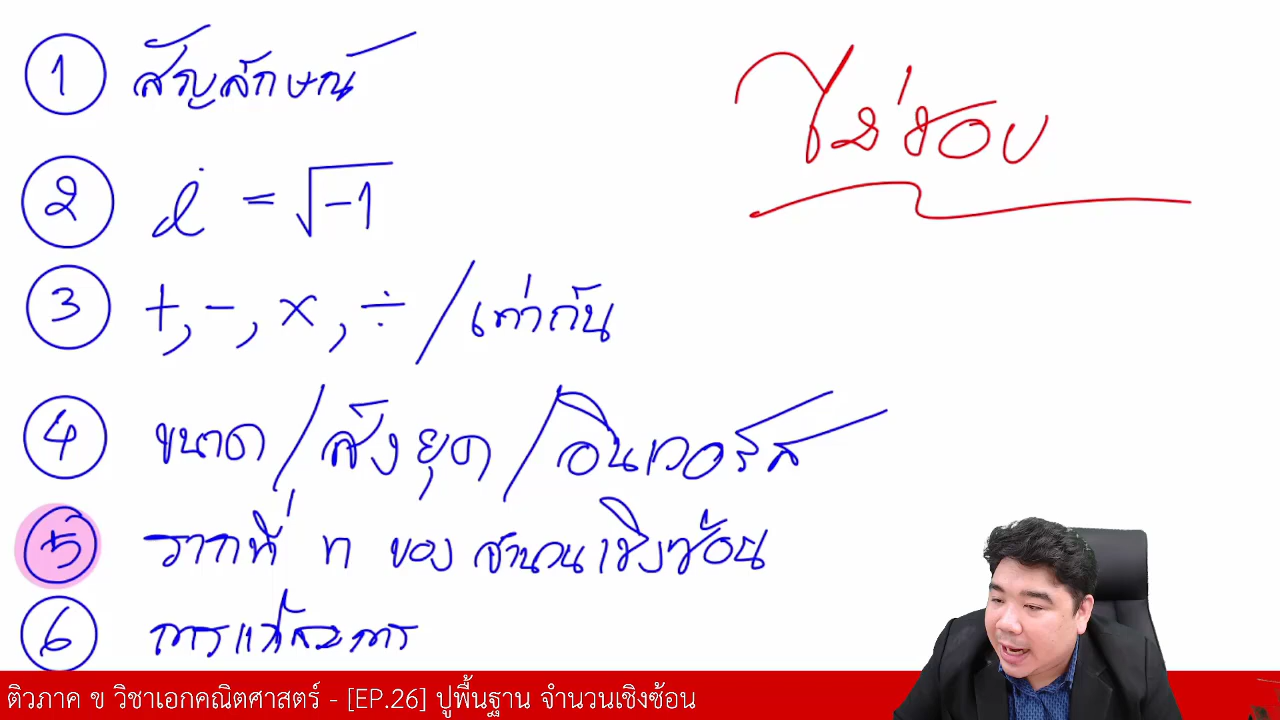 1 สัญลักษณ์
ไม่ชอบ
2 i = √-1
3 +, -, ×, ÷ / เท่ากัน
4 ขนาด / สังยุค / อินเวอร์ส
5 รากที่ n ของ จำนวนเชิงซ้อน
6 การแก้สมการ
ติวภาค ข วิชาเอกคณิตศาสตร์ - [EP.26] ปูพื้นฐาน จำนวนเชิงซ้อน